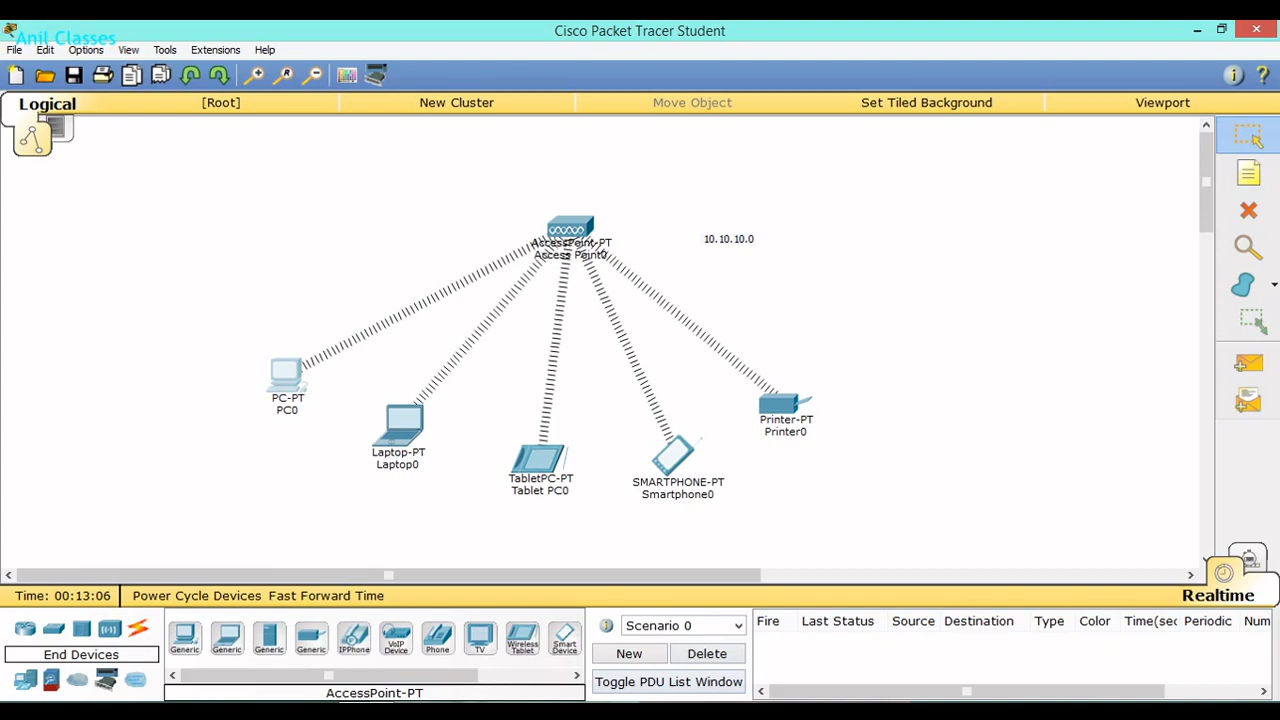 Cisco Packet Tracer Student
Anil Classes
File Edit Options View Tools Extensions Help
Logical
[Root]
New Cluster
Move Object
Set Tiled Background
Viewport
AccessPoint-PT
Access Point0
10.10.10.0
PC-PT
PC0
Laptop-PT
Laptop0
TabletPC-PT
Tablet PC0
SMARTPHONE-PT
Smartphone0
Printer-PT
Printer0
Time: 00:13:06
Power Cycle Devices Fast Forward Time
Realtime
End Devices
Generic
Generic
Generic
Generic
IPPhone
VoIP
Device
Phone
TV
Wireless
Tablet
Smart
Device
AccessPoint-PT
Scenario 0
New
Delete
Toggle PDU List Window
Fire Last Status Source Destination Type Color Time(sec Periodic Num